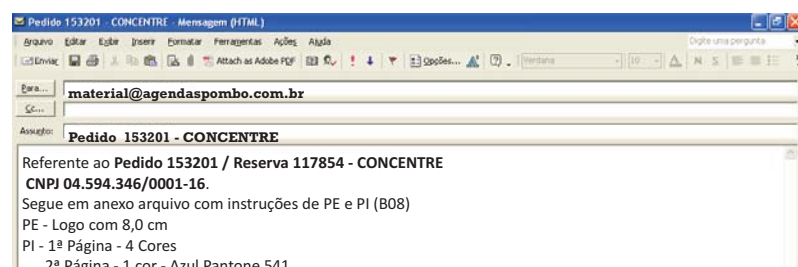 Pedido 153201 - CONCENTRE - Mensagem (HTML)
Arquivo Editar Exibir Inserir Formatar Ferramentas Ações Ajuda
Digite uma pergunta
Enviar Attach as Adobe PDF Opções... Verdana 10 A N S
Para... material@agendaspombo.com.br
Cc...
Assunto: Pedido 153201 - CONCENTRE
Referente ao Pedido 153201 / Reserva 117854 - CONCENTRE
CNPJ 04.594.346/0001-16.
Segue em anexo arquivo com instruções de PE e PI (B08)
PE - Logo com 8,0 cm
PI - 1ª Página - 4 Cores
2ª Página - 1 cor - Azul Pantone 541